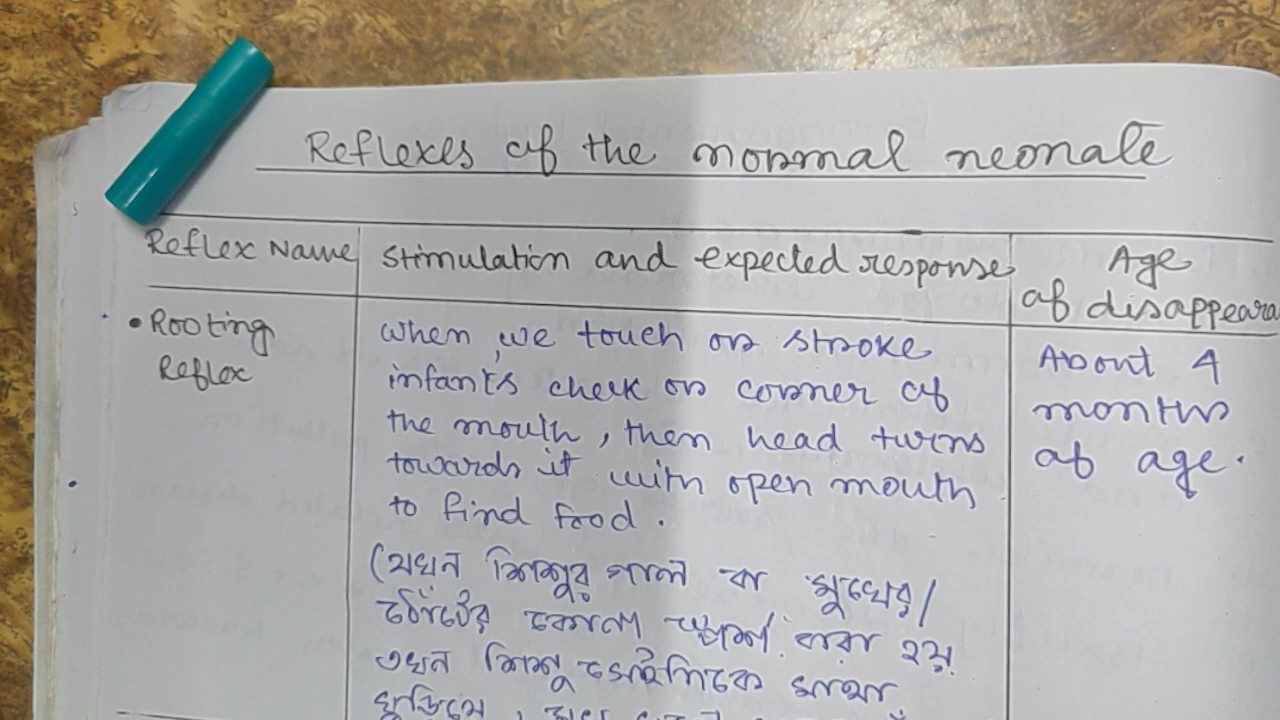 Reflexes of the normal neonate
Reflex Name
Stimulation and expected response
Age
of disappeara
• Rooting
Reflex
when we touch or stroke
infant's cheek or corner of
the mouth, then head turns
towards it with open mouth
to find food.
(যখন শিশুর গালে বা মুখের/
ঠোঁটের কোণে স্পর্শ করা হয়
তখন শিশু সেইদিকে মাথা
ঘুড়িয়ে,
About 4
months
of age.